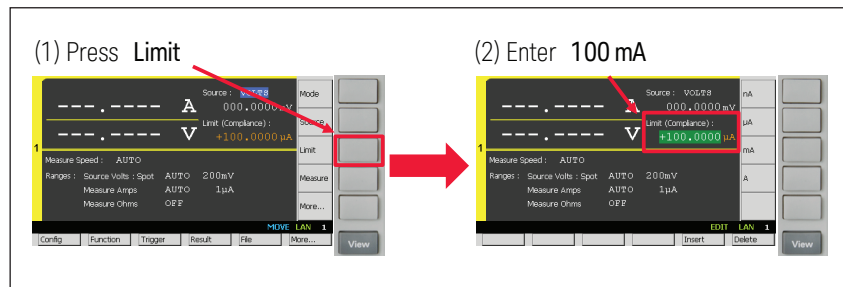 (1) Press Limit
(2) Enter 100 mA
Source : VOLTS
---.---- A 000.0000 mV
Limit (Compliance) :
---.---- V +100.0000 µA
1
Measure Speed : AUTO
Ranges : Source Volts : Spot AUTO 200mV
Measure Amps AUTO 1µA
Measure Ohms OFF
MOVE LAN 1
Mode
Source
Limit
Measure
More...
Config Function Trigger Result File More...
View
Source : VOLTS
---.---- A 000.0000 mV
Limit (Compliance) :
---.---- V +100.0000 µA
1
Measure Speed : AUTO
Ranges : Source Volts : Spot AUTO 200mV
Measure Amps AUTO 1µA
Measure Ohms OFF
EDIT LAN 1
nA
µA
mA
A
Insert Delete
View